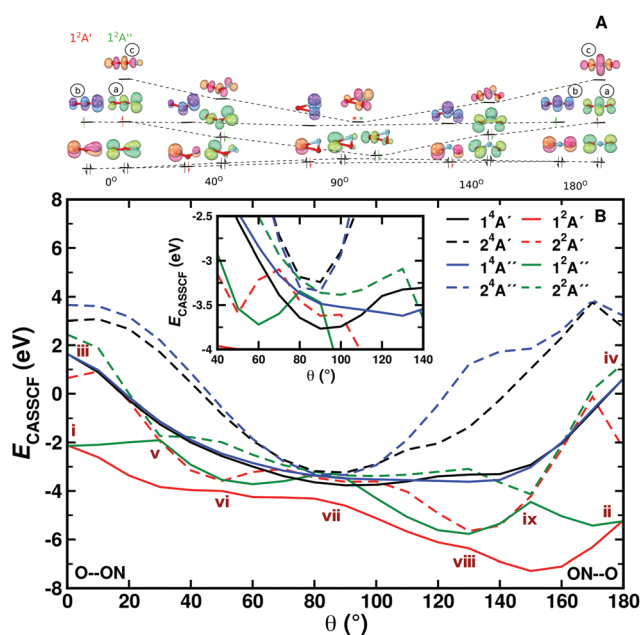 A
1²A′ 1²A″
c c
b a b a
0° 40° 90° 140° 180°
B
8
6
4
2
0
-2
-4
-6
-8
E_CASSCF (eV)
0 20 40 60 80 100 120 140 160 180
θ (°)
-2.5
-3
-3.5
-4
E_CASSCF (eV)
40 60 80 100 120 140
θ (°)
1⁴A′ 1²A′
2⁴A′ 2²A′
1⁴A″ 1²A″
2⁴A″ 2²A″
iii
iv
i
v
vi
vii
viii
ix
ii
O--ON
ON--O